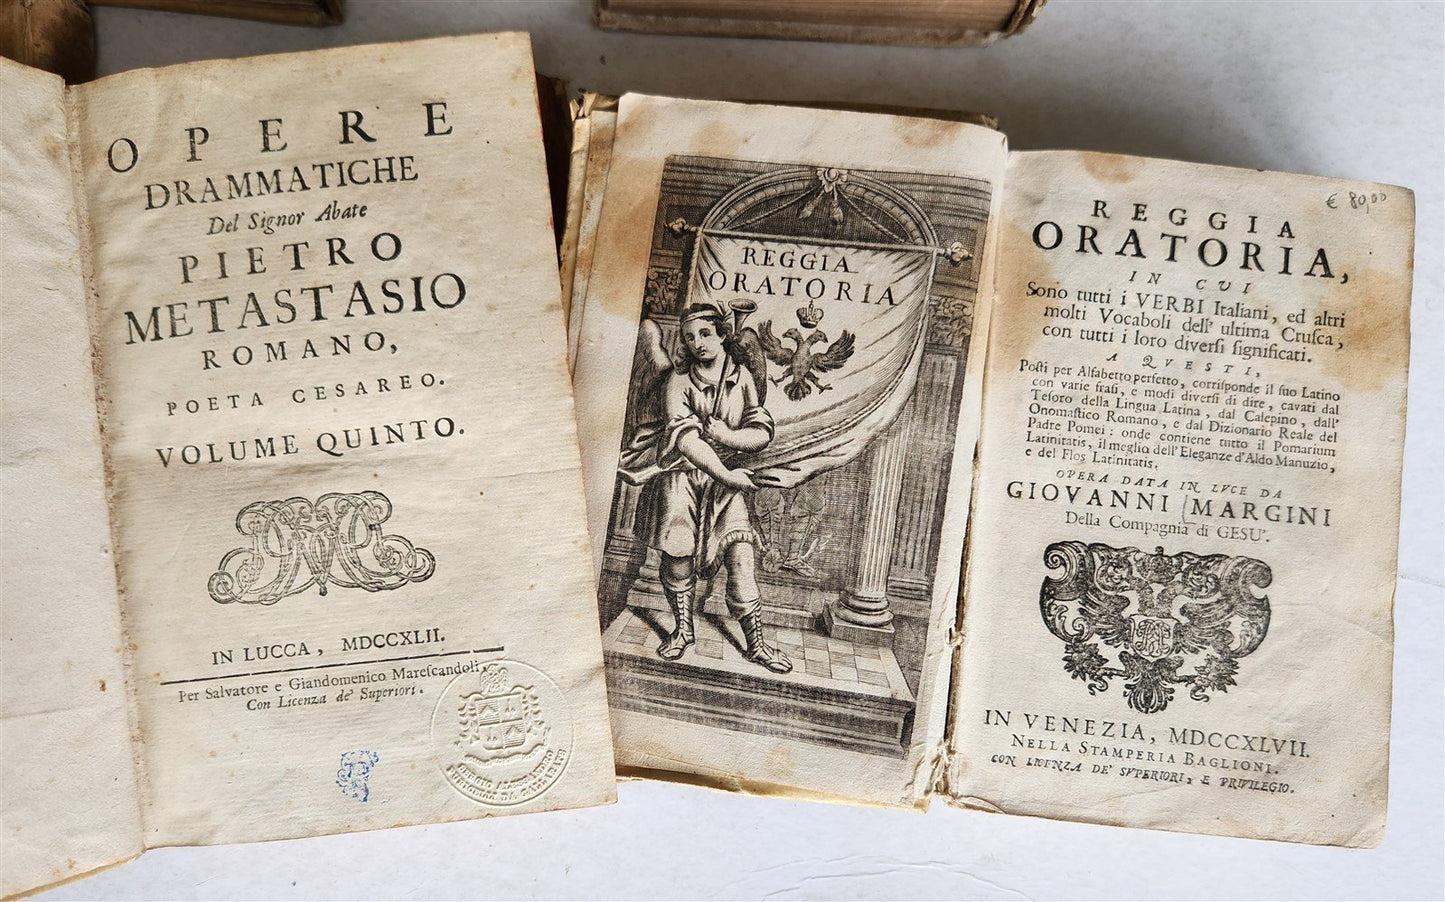 OPERE
DRAMMATICHE
Del Signor Abate
PIETRO
METASTASIO
ROMANO,
POETA CESAREO.
VOLUME QUINTO.
IN LUCCA, MDCCXLII.
Per Salvatore e Giandomenico Mareſcandoli,
Con Licenza de' Superiori.
REGGIA
ORATORIA
€ 80,00
REGGIA
ORATORIA,
IN CVI
Sono tutti i VERBI Italiani, ed altri
molti Vocaboli dell' ultima Cruſca,
con tutti i loro diverſi ſignificati.
A QVESTI,
Poſti per Alfabetto perfetto, corriſponde il ſuo Latino
con varie fraſi, e modi diverſi di dire, cavati dal
Teſoro della Lingua Latina, dal Calepino, dall'
Onomaſtico Romano, e dal Dizionario Reale del
Padre Pomei: onde contiene tutto il Pomarium
Latinitatis, il meglio dell'Eleganze d'Aldo Manuzio,
e del Flos Latinitatis.
OPERA DATA IN LVCE DA
GIOVANNI MARGINI
Della Compagnia di GESU'.
IN VENEZIA, MDCCXLVII.
NELLA STAMPERIA BAGLIONI.
CON LICENZA DE' SVPERIORI, E PRIVILEGIO.